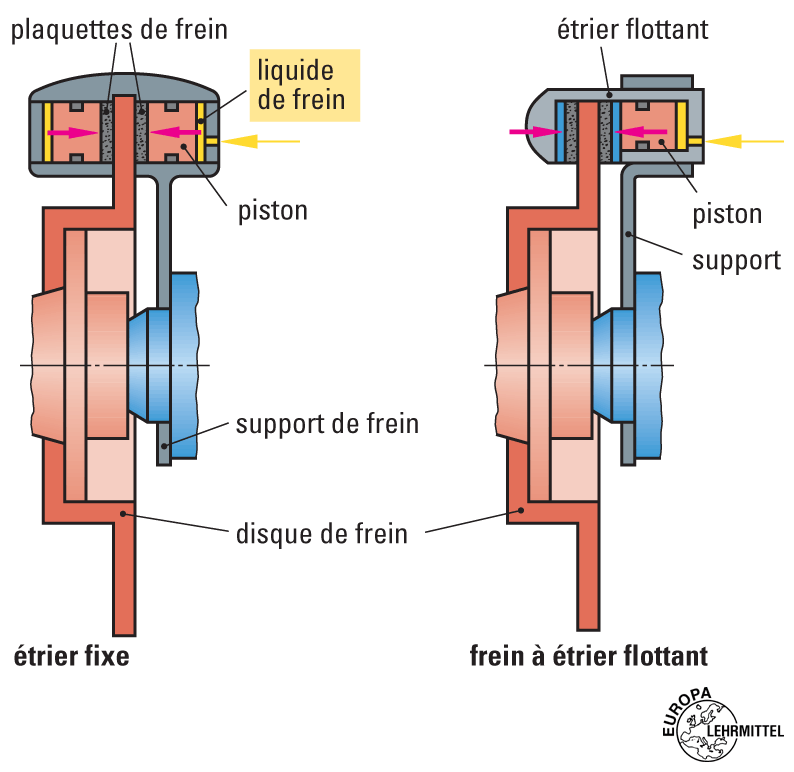 plaquettes de frein
liquide
de frein
piston
support de frein
disque de frein
étrier fixe
étrier flottant
piston
support
frein à étrier flottant
EUROPA
LEHRMITTEL